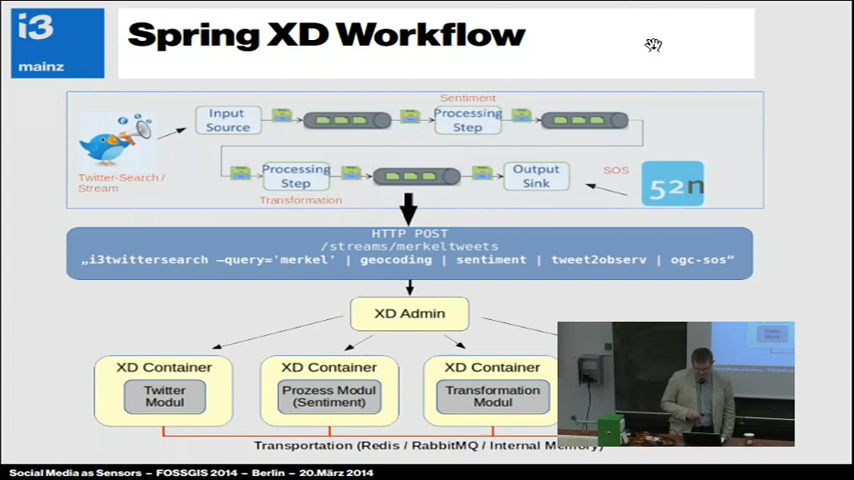 i3
mainz
Spring XD Workflow
Input
Source
Sentiment
Processing
Step
Twitter-Search /
Stream
Processing
Step
Transformation
Output
Sink
SOS
52n
HTTP POST
/streams/merkeltweets
„i3twittersearch –query='merkel' | geocoding | sentiment | tweet2observ | ogc-sos“
XD Admin
XD Container
Twitter
Modul
XD Container
Prozess Modul
(Sentiment)
XD Container
Transformation
Modul
Transportation (Redis / RabbitMQ / Internal Memory)
Social Media as Sensors – FOSSGIS 2014 – Berlin – 20.März 2014